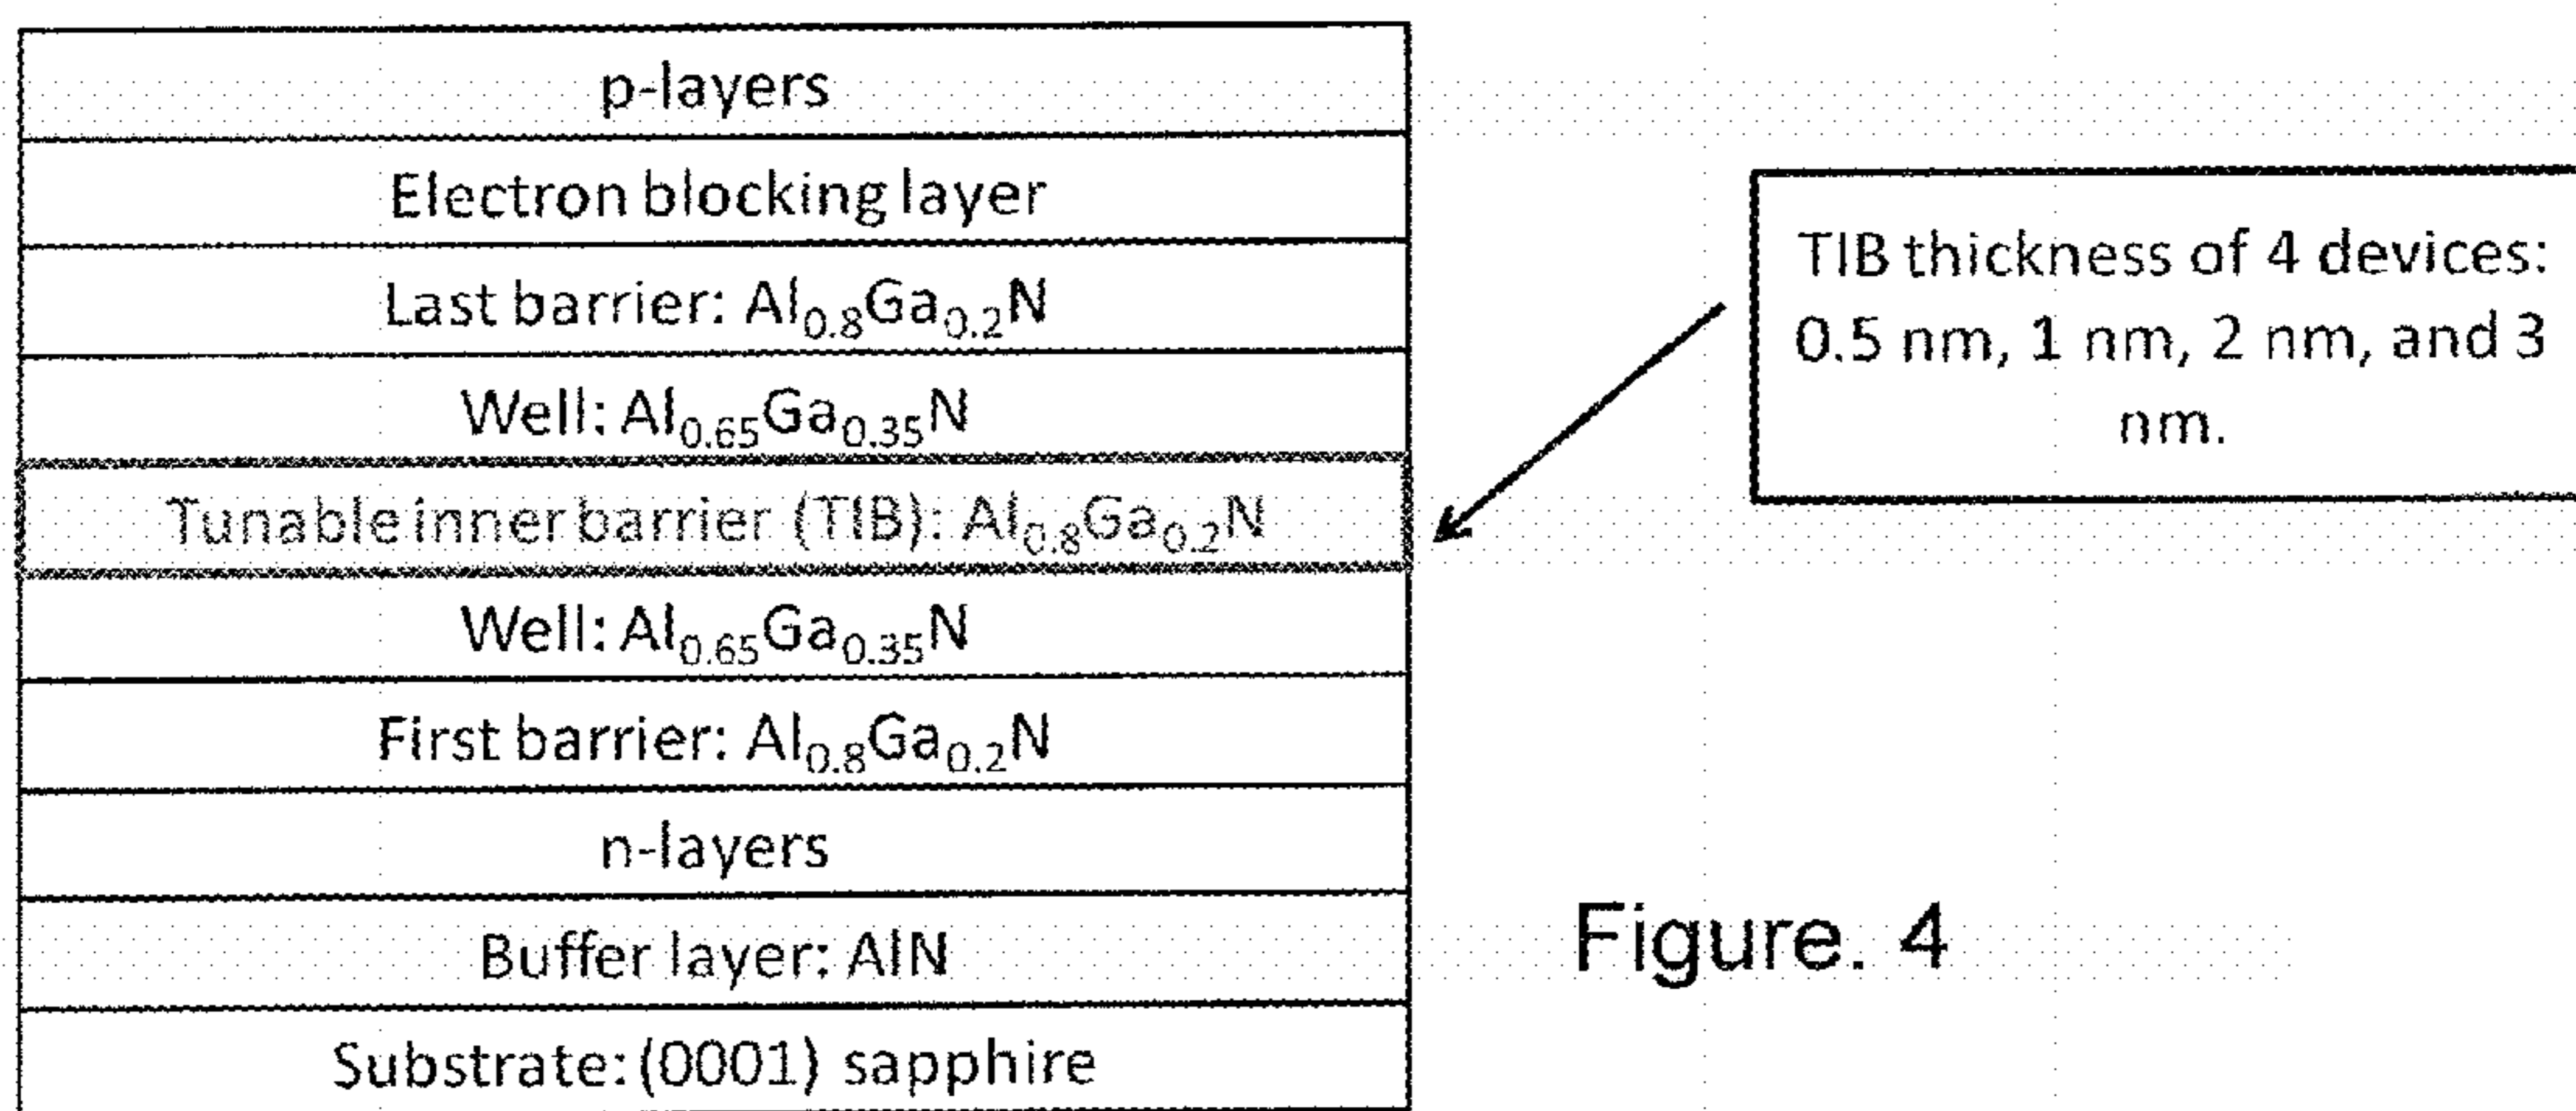 p-layers
Electron blocking layer
Last barrier: Al₀.₈Ga₀.₂N
Well: Al₀.₆₅Ga₀.₃₅N
Tunable inner barrier (TIB): Al₀.₈Ga₀.₂N
Well: Al₀.₆₅Ga₀.₃₅N
First barrier: Al₀.₈Ga₀.₂N
n-layers
Buffer layer: AlN
Substrate: (0001) sapphire
TIB thickness of 4 devices:
0.5 nm, 1 nm, 2 nm, and 3
nm.
Figure. 4